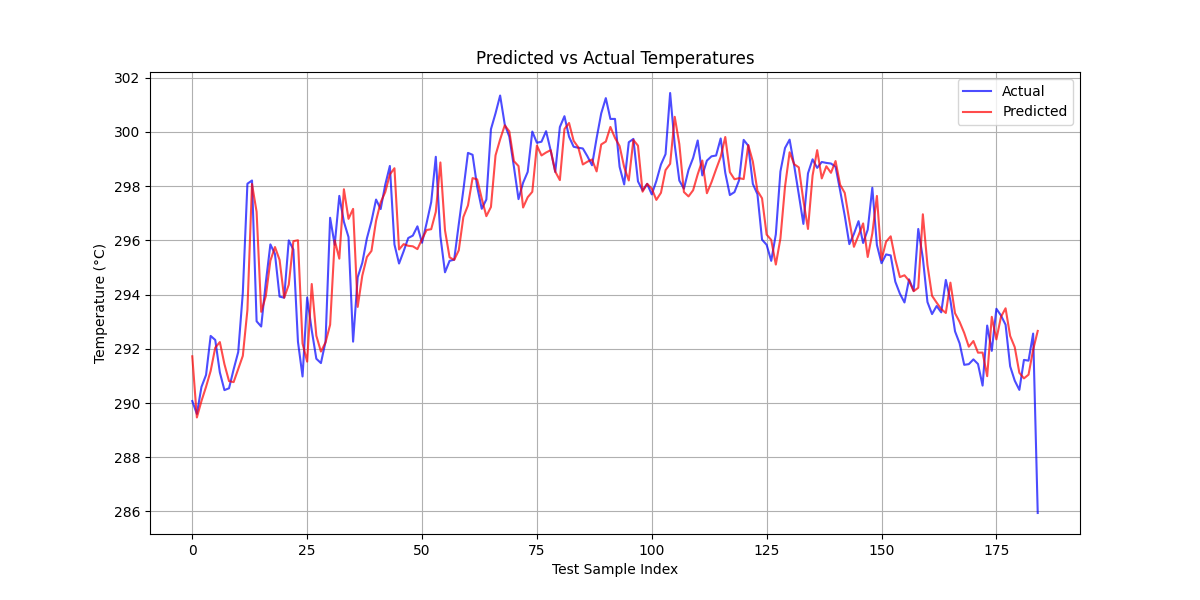 Predicted vs Actual Temperatures
302
300
298
296
294
292
290
288
286
Temperature (°C)
Actual
Predicted
0 25 50 75 100 125 150 175
Test Sample Index